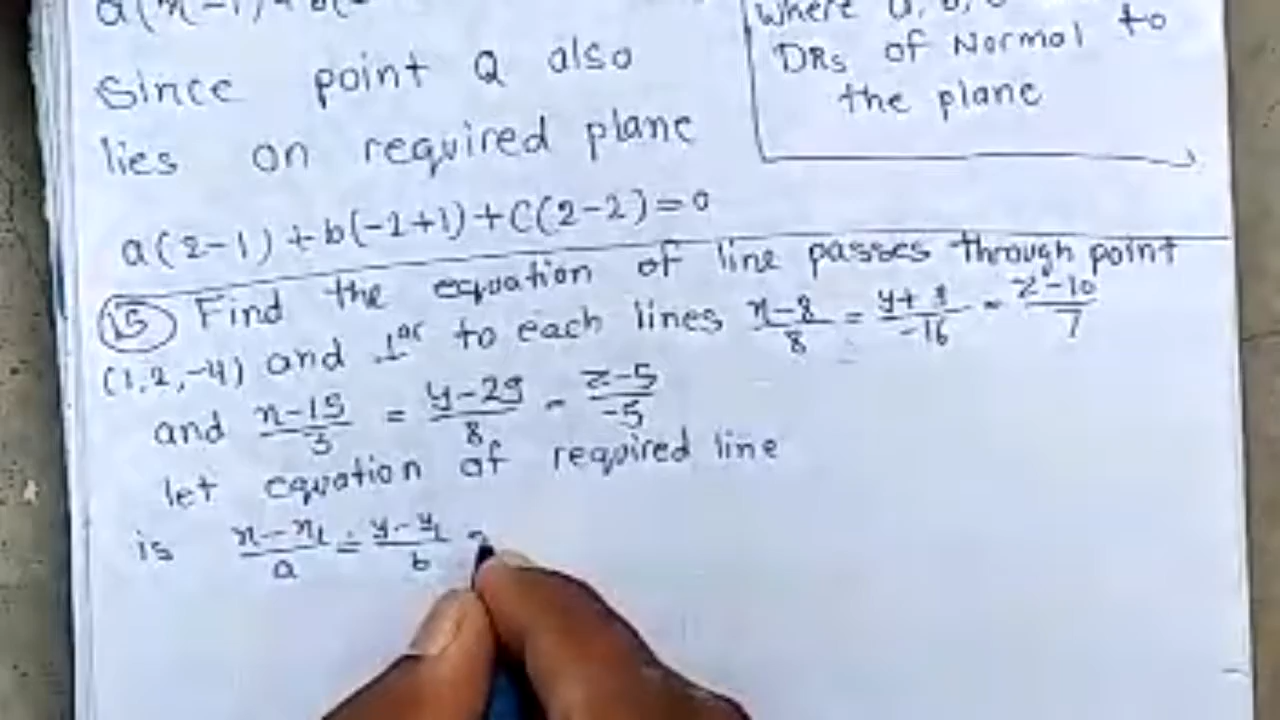 Since point Q also
lies on required plane
a(2-1)+b(-2+1)+C(2-2)=0
where
DRs of Normal to
the plane
(15) Find the equation of line passes through point
(1,2,-4) and ⊥ar to each lines x-8/8 = y+9/-16 = z-10/7
and x-15/3 = y-29/8 = z-5/-5
let equation of required line
is x-x1/a = y-y1/b